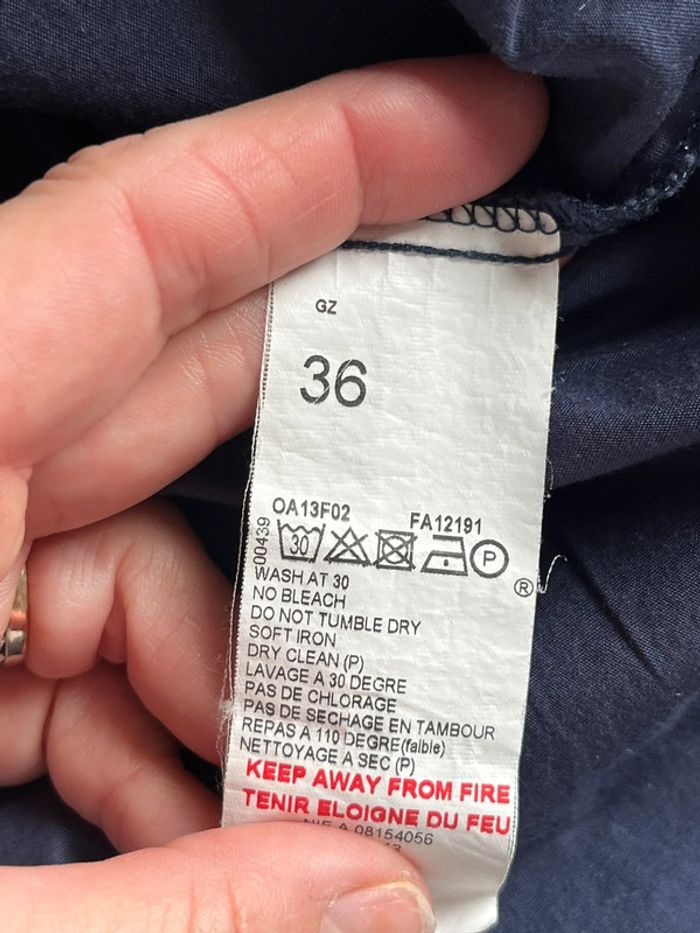 GZ
36
OA13F02 FA12191
00439
30 P ®
WASH AT 30
NO BLEACH
DO NOT TUMBLE DRY
SOFT IRON
DRY CLEAN (P)
LAVAGE A 30 DEGRE
PAS DE CHLORAGE
PAS DE SECHAGE EN TAMBOUR
REPAS A 110 DEGRE(faible)
NETTOYAGE A SEC (P)
KEEP AWAY FROM FIRE
TENIR ELOIGNE DU FEU
A 08154056